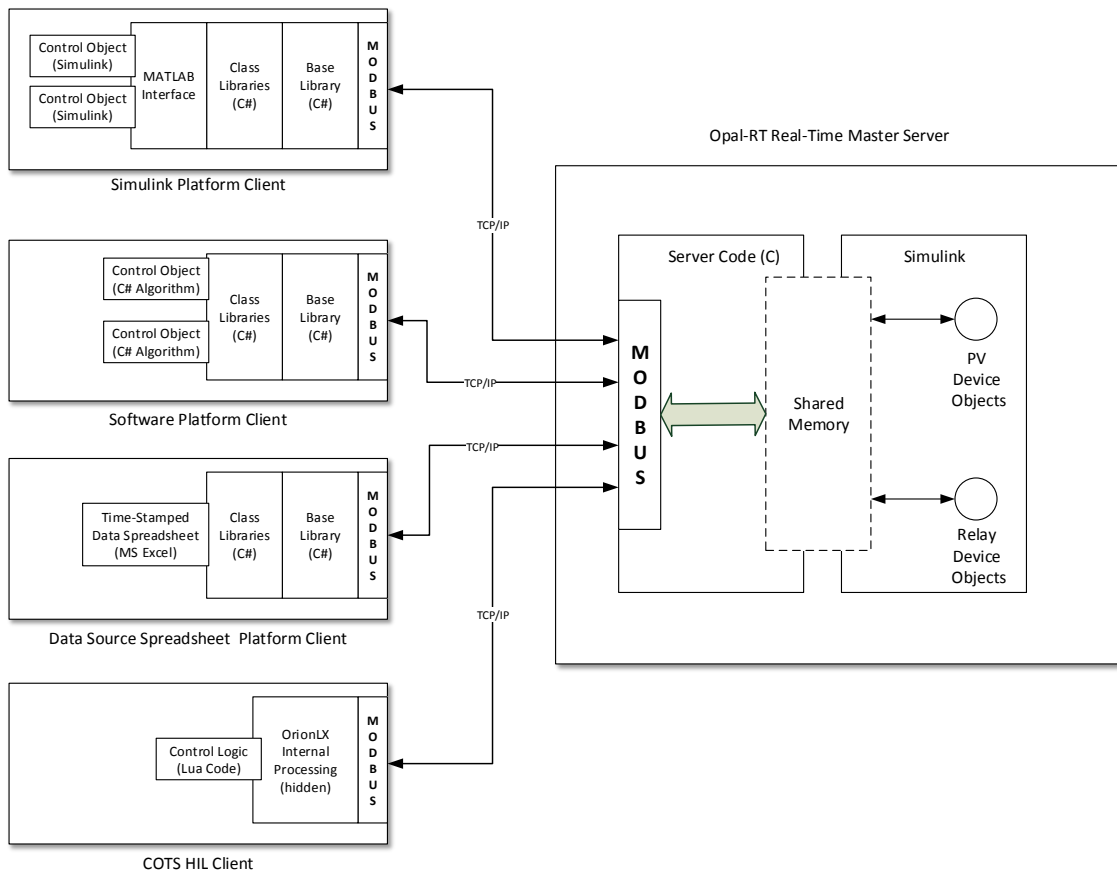 Control Object
(Simulink)
Control Object
(Simulink)
MATLAB
Interface
Class
Libraries
(C#)
Base
Library
(C#)
M
O
D
B
U
S
Simulink Platform Client
TCP/IP
Control Object
(C# Algorithm)
Control Object
(C# Algorithm)
Class
Libraries
(C#)
Base
Library
(C#)
M
O
D
B
U
S
Software Platform Client
TCP/IP
Time-Stamped
Data Spreadsheet
(MS Excel)
Class
Libraries
(C#)
Base
Library
(C#)
M
O
D
B
U
S
Data Source Spreadsheet Platform Client
TCP/IP
Control Logic
(Lua Code)
OrionLX
Internal
Processing
(hidden)
M
O
D
B
U
S
COTS HIL Client
TCP/IP
Opal-RT Real-Time Master Server
Server Code (C)
Simulink
M
O
D
B
U
S
Shared
Memory
PV
Device
Objects
Relay
Device
Objects